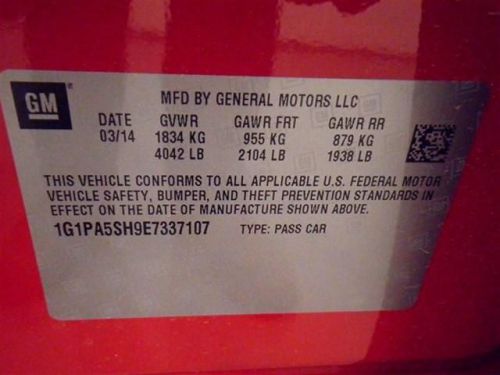 GM
MFD BY GENERAL MOTORS LLC
DATE GVWR GAWR FRT GAWR RR
03/14 1834 KG 955 KG 879 KG
4042 LB 2104 LB 1938 LB
THIS VEHICLE CONFORMS TO ALL APPLICABLE U.S. FEDERAL MOTOR
VEHICLE SAFETY, BUMPER, AND THEFT PREVENTION STANDARDS IN
EFFECT ON THE DATE OF MANUFACTURE SHOWN ABOVE.
1G1PA5SH9E7337107 TYPE: PASS CAR